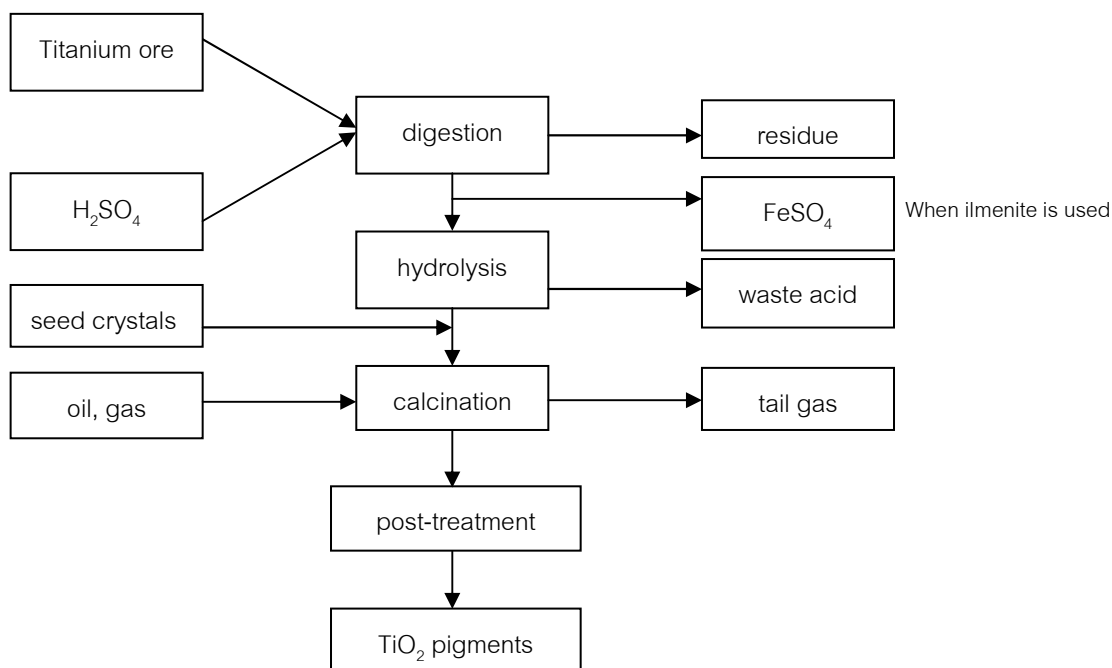 Titanium ore
digestion
residue
H₂SO₄
FeSO₄
When ilmenite is used
hydrolysis
waste acid
seed crystals
oil, gas
calcination
tail gas
post-treatment
TiO₂ pigments